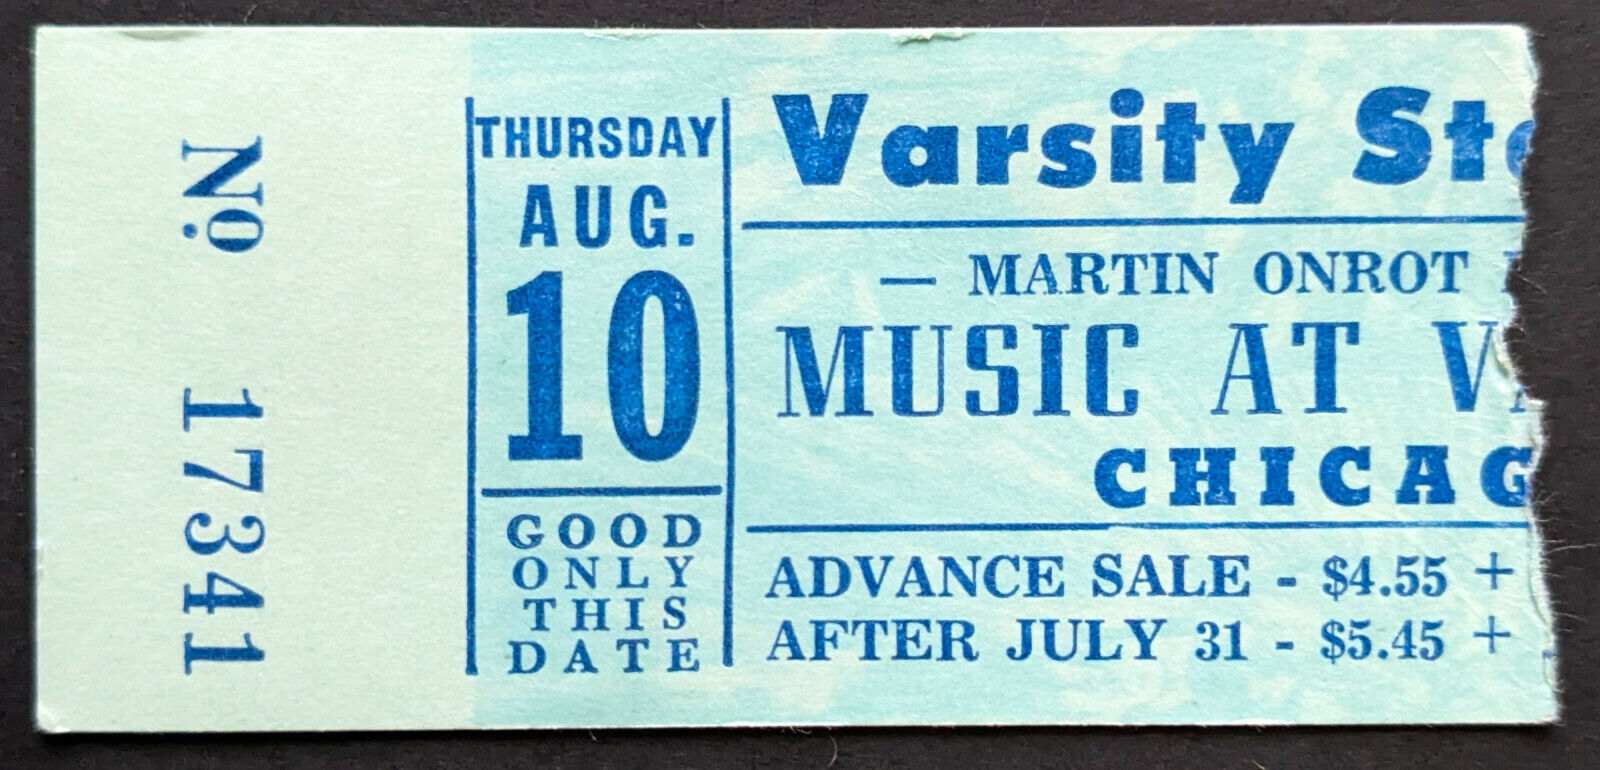 No. 17341
THURSDAY
AUG.
10
GOOD
ONLY
THIS
DATE
Varsity
— MARTIN ONROT
MUSIC AT
CHICAG
ADVANCE SALE - $4.55 +
AFTER JULY 31 - $5.45 +